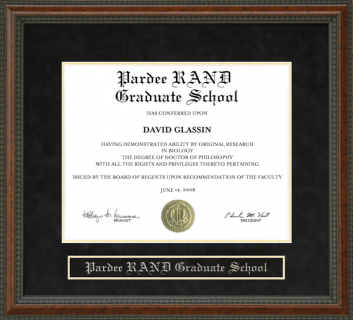 Pardee RAND
Graduate School
HAS CONFERRED UPON
DAVID GLASSIN
HAVING DEMONSTRATED ABILITY BY ORIGINAL RESEARCH
IN BIOLOGY
THE DEGREE OF DOCTOR OF PHILOSOPHY
WITH ALL THE RIGHTS AND PRIVILEGES THERETO PERTAINING
ISSUED BY THE BOARD OF REGENTS UPON RECOMMENDATION OF THE FACULTY
JUNE 14, 2008
PROVOST
PRESIDENT
Pardee RAND Graduate School